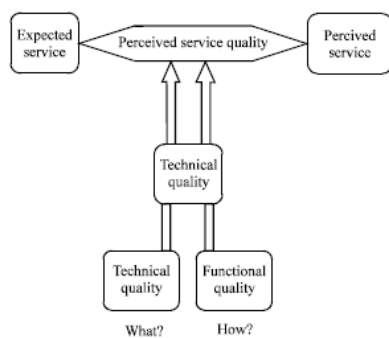 Expected
service
Perceived service quality
Percived
service
Technical
quality
Technical
quality
Functional
quality
What?
How?